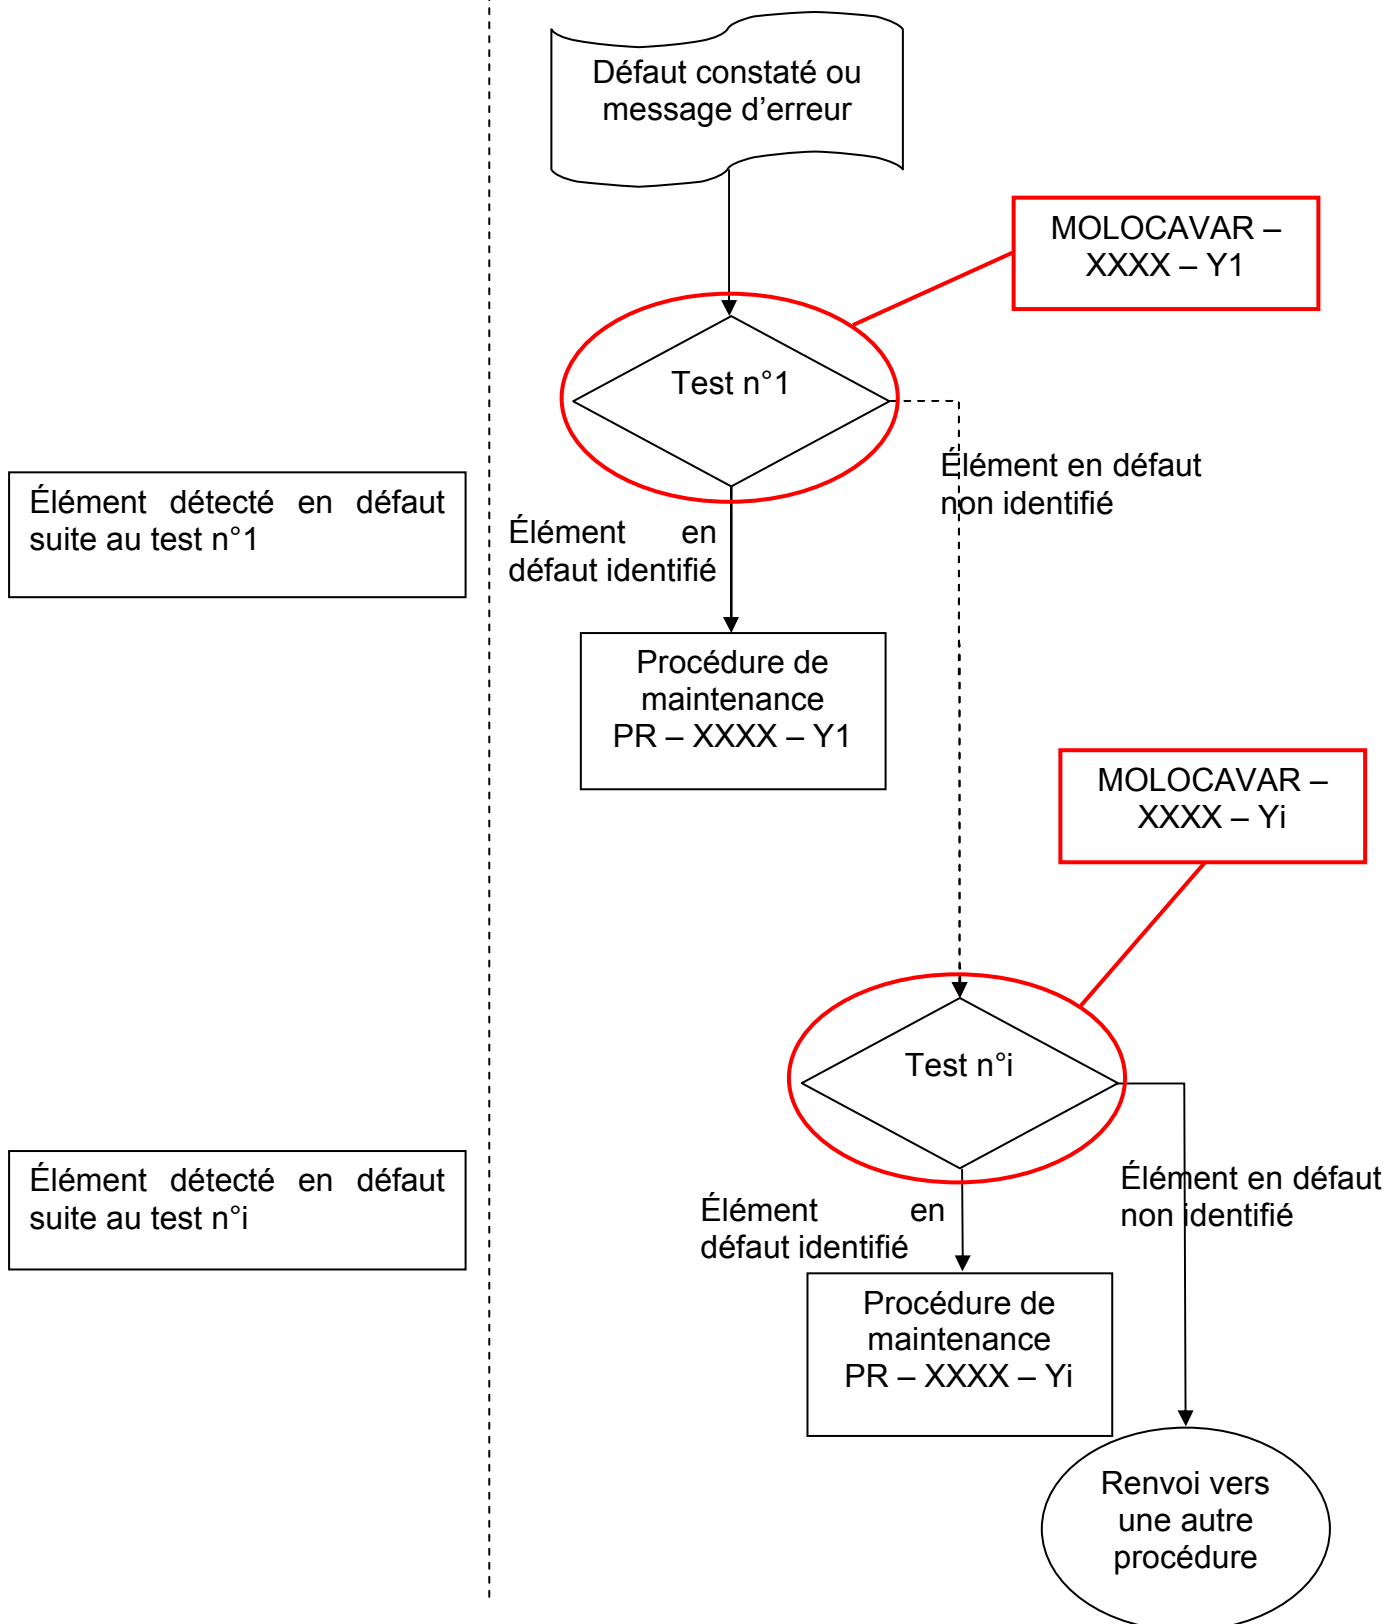 Défaut constaté ou
message d'erreur
MOLOCAVAR –
XXXX – Y1
Test n°1
Élément en défaut
non identifié
Élément détecté en défaut
suite au test n°1
Élément en
défaut identifié
Procédure de
maintenance
PR – XXXX – Y1
MOLOCAVAR –
XXXX – Yi
Test n°i
Élément détecté en défaut
suite au test n°i
Élément en défaut
non identifié
Élément en
défaut identifié
Procédure de
maintenance
PR – XXXX – Yi
Renvoi vers
une autre
procédure